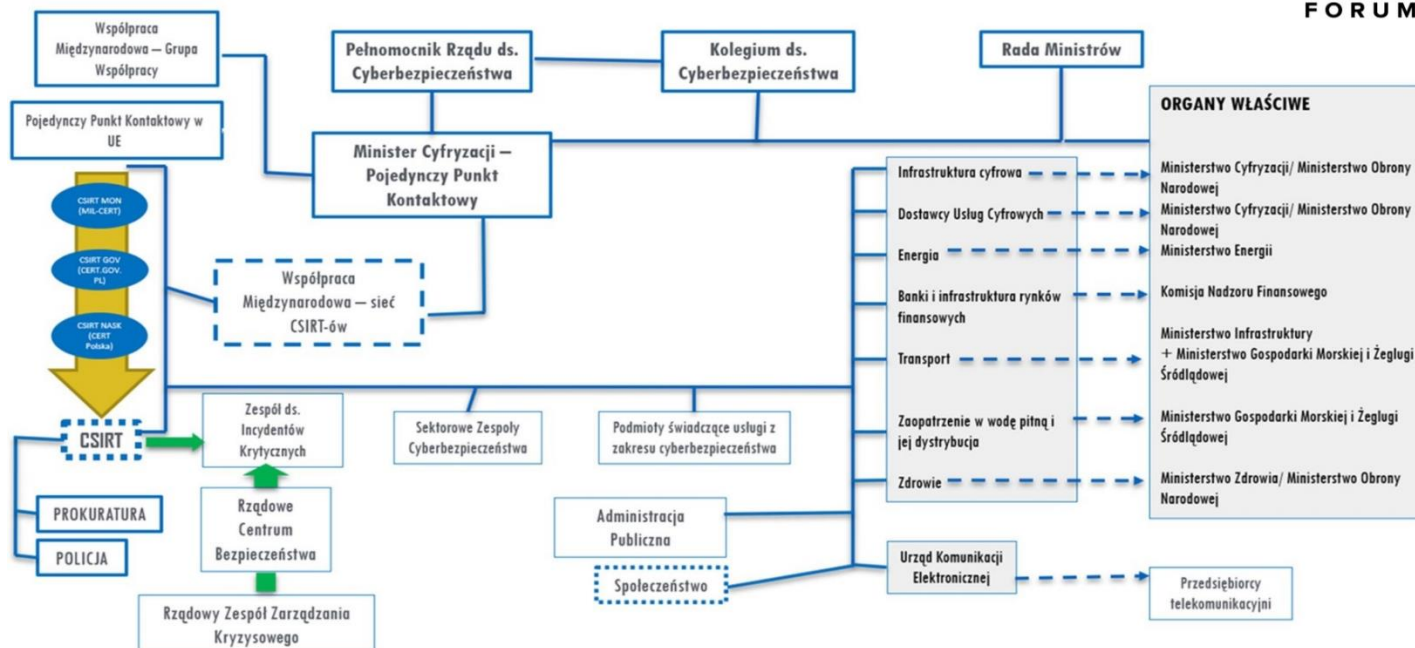 FORUM
Współpraca
Międzynarodowa — Grupa
Współpracy
Pełnomocnik Rządu ds.
Cyberbezpieczeństwa
Kolegium ds.
Cyberbezpieczeństwa
Rada Ministrów
Pojedynczy Punkt Kontaktowy w
UE
Minister Cyfryzacji –
Pojedynczy Punkt
Kontaktowy
CSIRT MON
(MIL-CERT)
CSIRT GOV
(CERT.GOV.
PL)
CSIRT NASK
(CERT
Polska)
Współpraca
Międzynarodowa — sieć
CSIRT-ów
CSIRT
PROKURATURA
POLICJA
Zespół ds.
Incydentów
Krytycznych
Rządowe
Centrum
Bezpieczeństwa
Rządowy Zespół Zarządzania
Kryzysowego
Sektorowe Zespoły
Cyberbezpieczeństwa
Podmioty świadczące usługi z
zakresu cyberbezpieczeństwa
Administracja
Publiczna
Społeczeństwo
Infrastruktura cyfrowa
Dostawcy Usług Cyfrowych
Energia
Banki i infrastruktura rynków
finansowych
Transport
Zaopatrzenie w wodę pitną i
jej dystrybucja
Zdrowie
Urząd Komunikacji
Elektronicznej
ORGANY WŁAŚCIWE
Ministerstwo Cyfryzacji/ Ministerstwo Obrony
Narodowej
Ministerstwo Cyfryzacji/ Ministerstwo Obrony
Narodowej
Ministerstwo Energii
Komisja Nadzoru Finansowego
Ministerstwo Infrastruktury
+ Ministerstwo Gospodarki Morskiej i Żeglugi
Śródlądowej
Ministerstwo Gospodarki Morskiej i Żeglugi
Śródlądowej
Ministerstwo Zdrowia/ Ministerstwo Obrony
Narodowej
Przedsiębiorcy
telekomunikacyjni